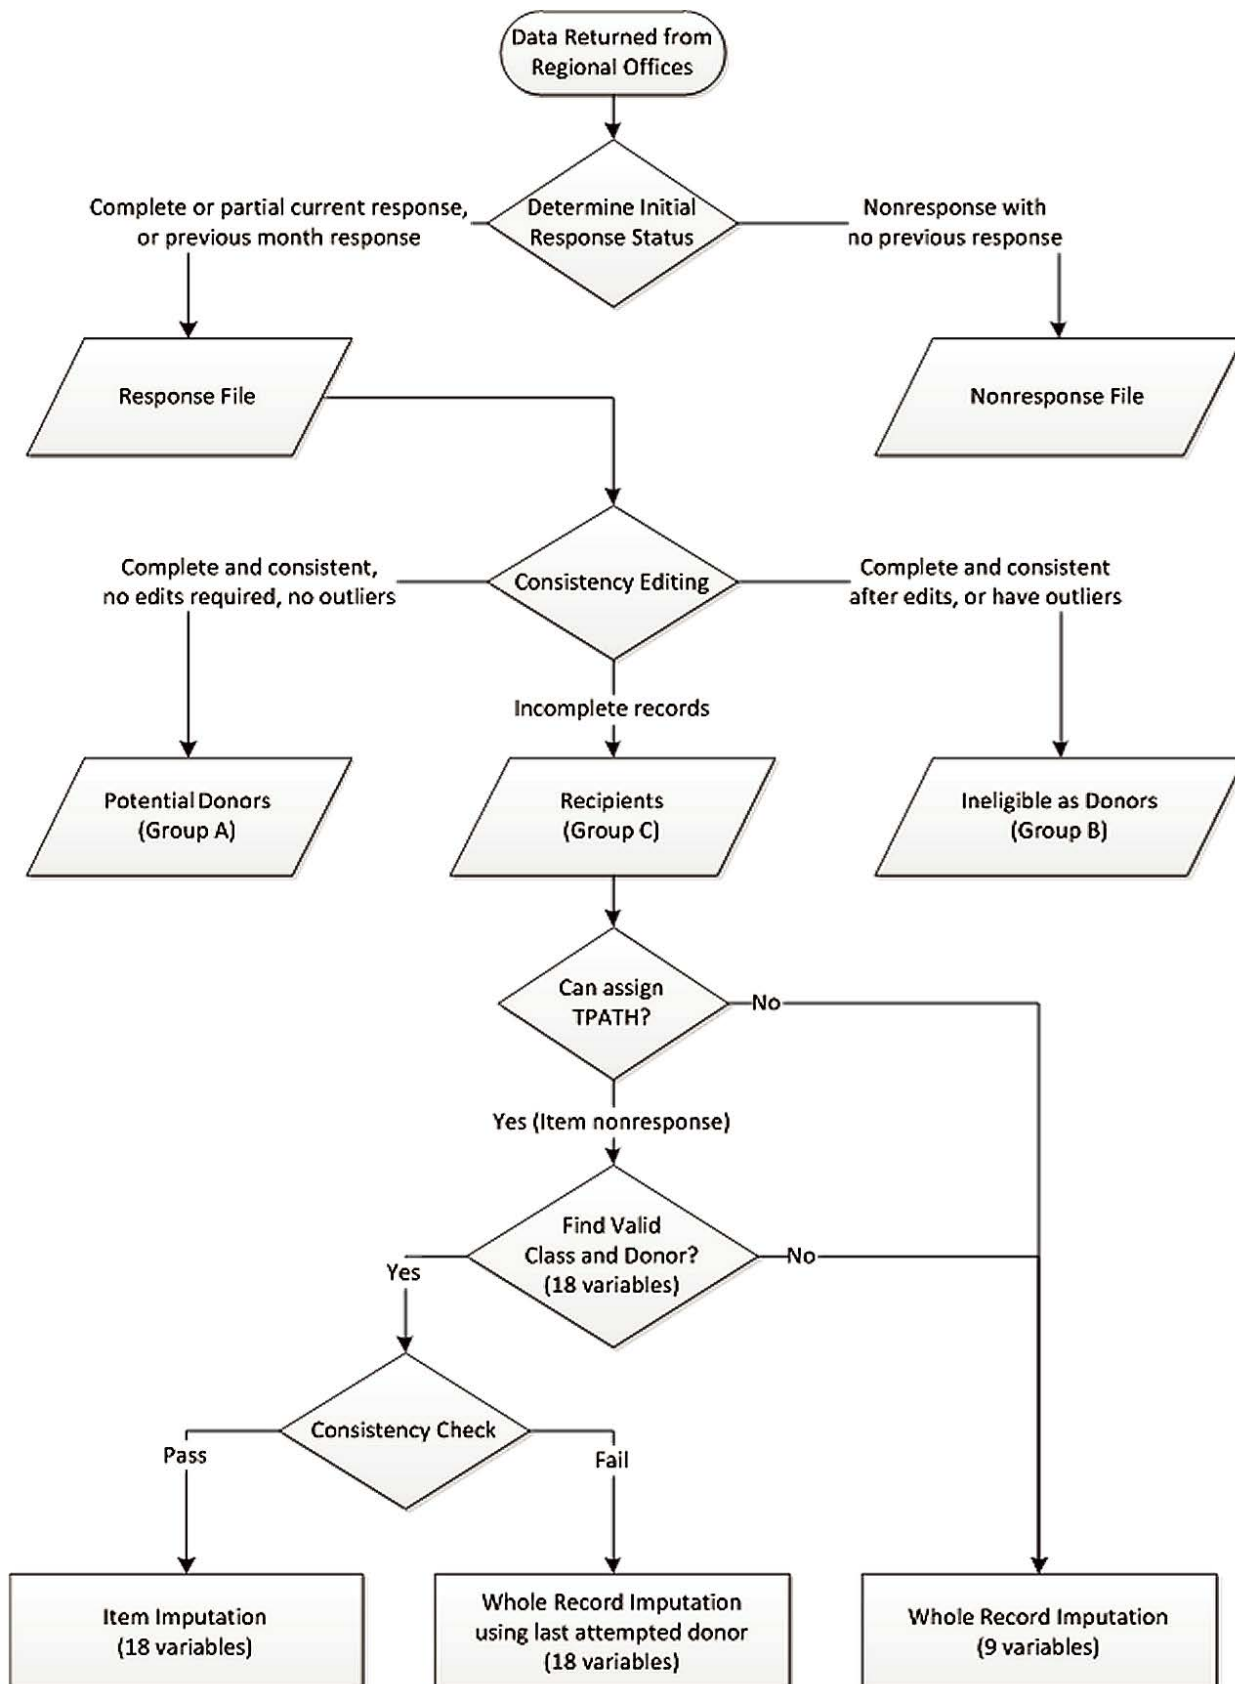 Data Returned from
Regional Offices
Complete or partial current response,
or previous month response
Determine Initial
Response Status
Nonresponse with
no previous response
Response File
Nonresponse File
Complete and consistent,
no edits required, no outliers
Consistency Editing
Complete and consistent
after edits, or have outliers
Incomplete records
Potential Donors
(Group A)
Recipients
(Group C)
Ineligible as Donors
(Group B)
Can assign
TPATH?
No
Yes (Item nonresponse)
Find Valid
Class and Donor?
(18 variables)
Yes
No
Consistency Check
Pass
Fail
Item Imputation
(18 variables)
Whole Record Imputation
using last attempted donor
(18 variables)
Whole Record Imputation
(9 variables)